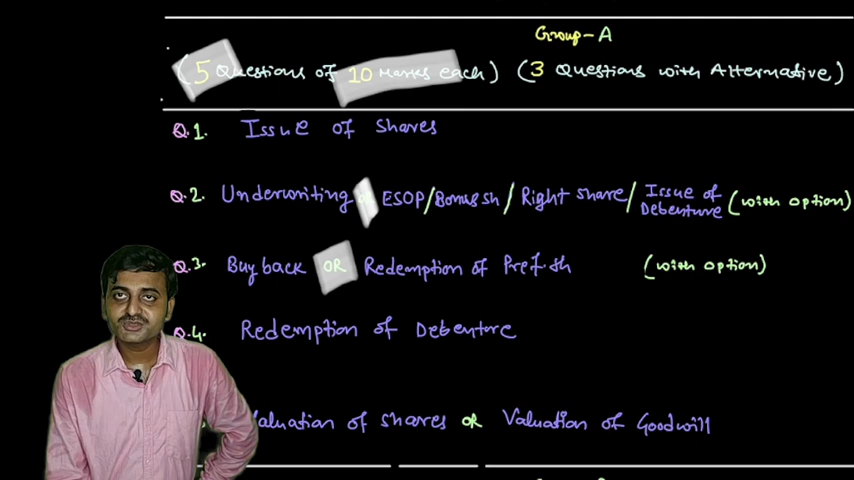 Group-A
(5 Questions of 10 Marks each) (3 Questions with Alternative)
Q.1. Issue of Shares
Q.2. Underwriting / ESOP/Bonus sh/Right share/Issue of Debenture (with option)
Q.3. Buy back OR Redemption of Pref. sh (with option)
Q.4. Redemption of Debenture
Valuation of shares OR Valuation of Goodwill